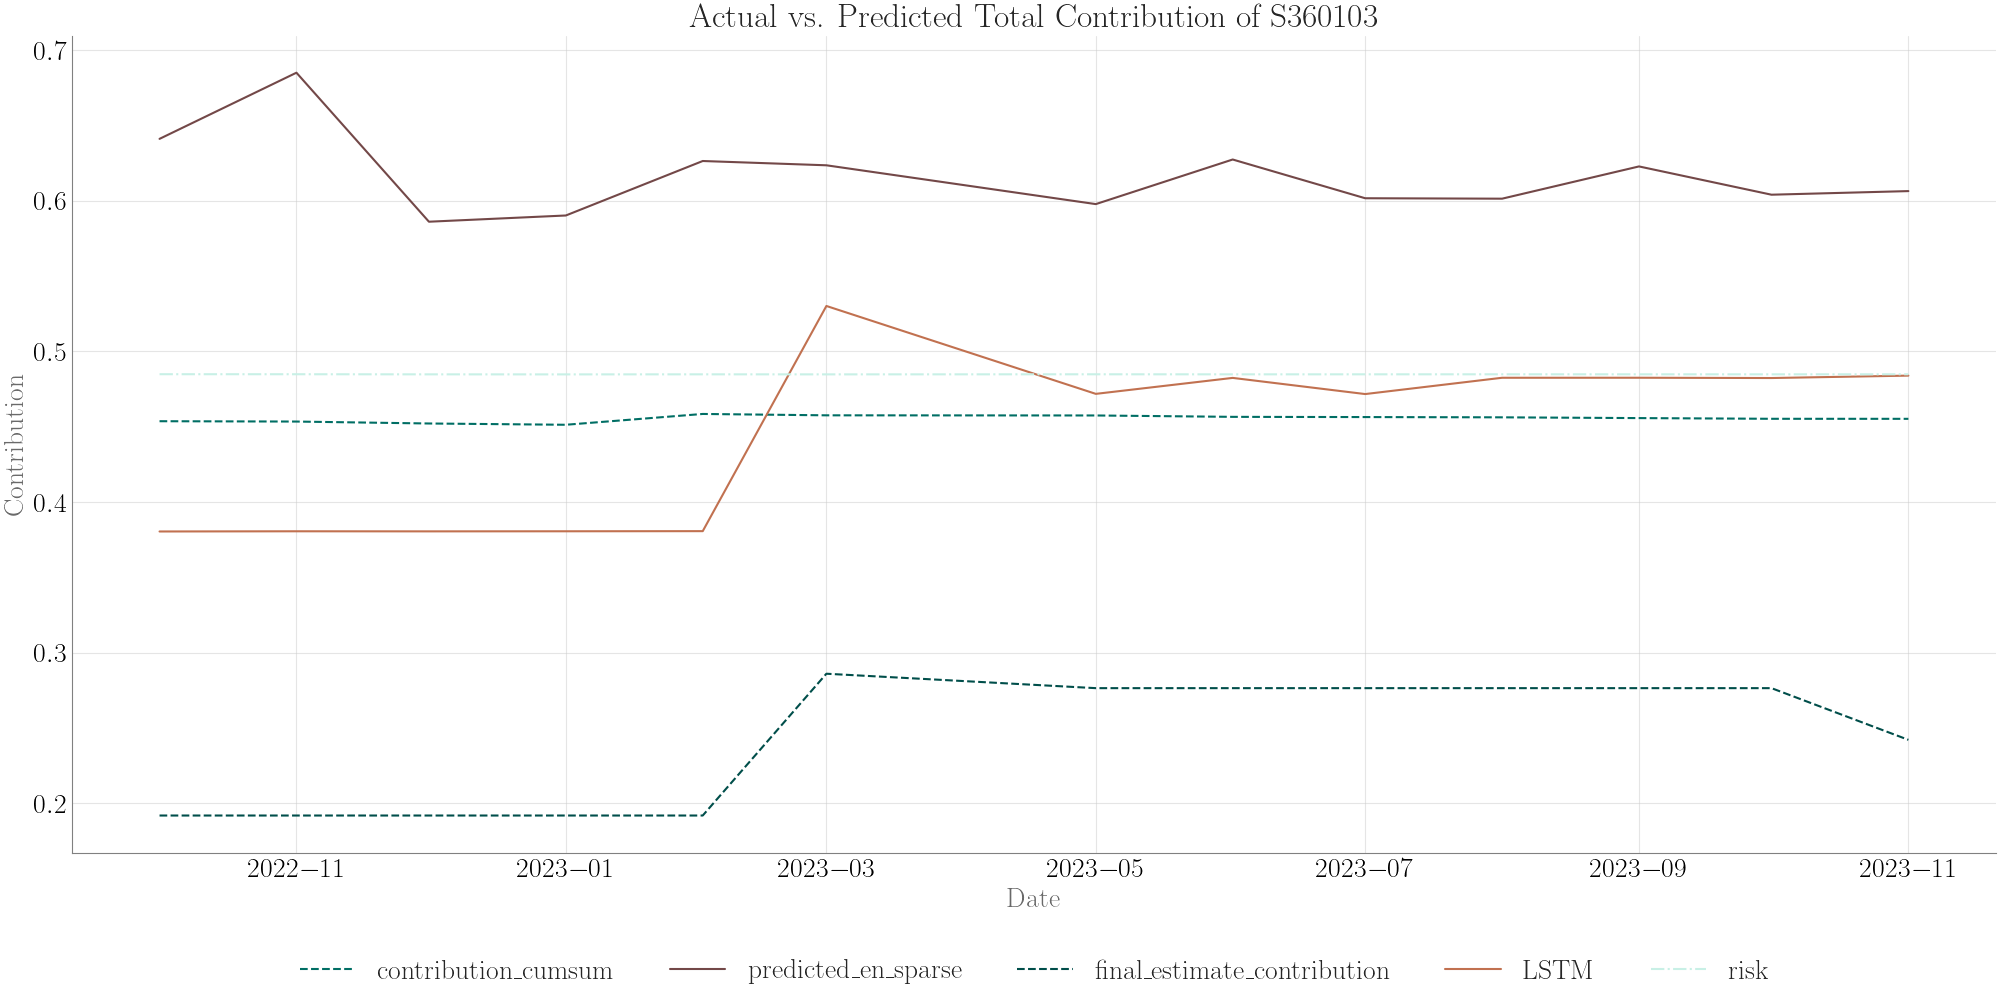 Actual vs. Predicted Total Contribution of S360103
0.7
0.6
0.5
0.4
0.3
0.2
Contribution
2022–11 2023–01 2023–03 2023–05 2023–07 2023–09 2023–11
Date
contribution_cumsum predicted_en_sparse final_estimate_contribution LSTM risk